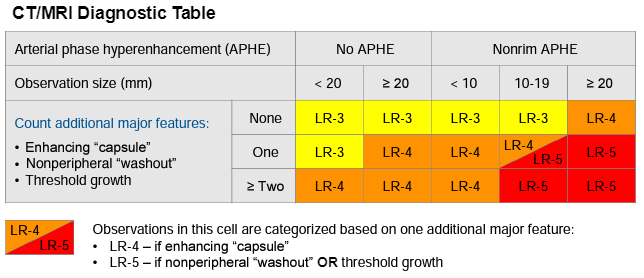 CT/MRI Diagnostic Table
Arterial phase hyperenhancement (APHE) No APHE Nonrim APHE
Observation size (mm) < 20 ≥ 20 < 10 10-19 ≥ 20
Count additional major features:
• Enhancing “capsule”
• Nonperipheral “washout”
• Threshold growth
None LR-3 LR-3 LR-3 LR-3 LR-4
One LR-3 LR-4 LR-4 LR-4 LR-5 LR-5
≥ Two LR-4 LR-4 LR-4 LR-5 LR-5
LR-4
LR-5
Observations in this cell are categorized based on one additional major feature:
• LR-4 – if enhancing “capsule”
• LR-5 – if nonperipheral “washout” OR threshold growth